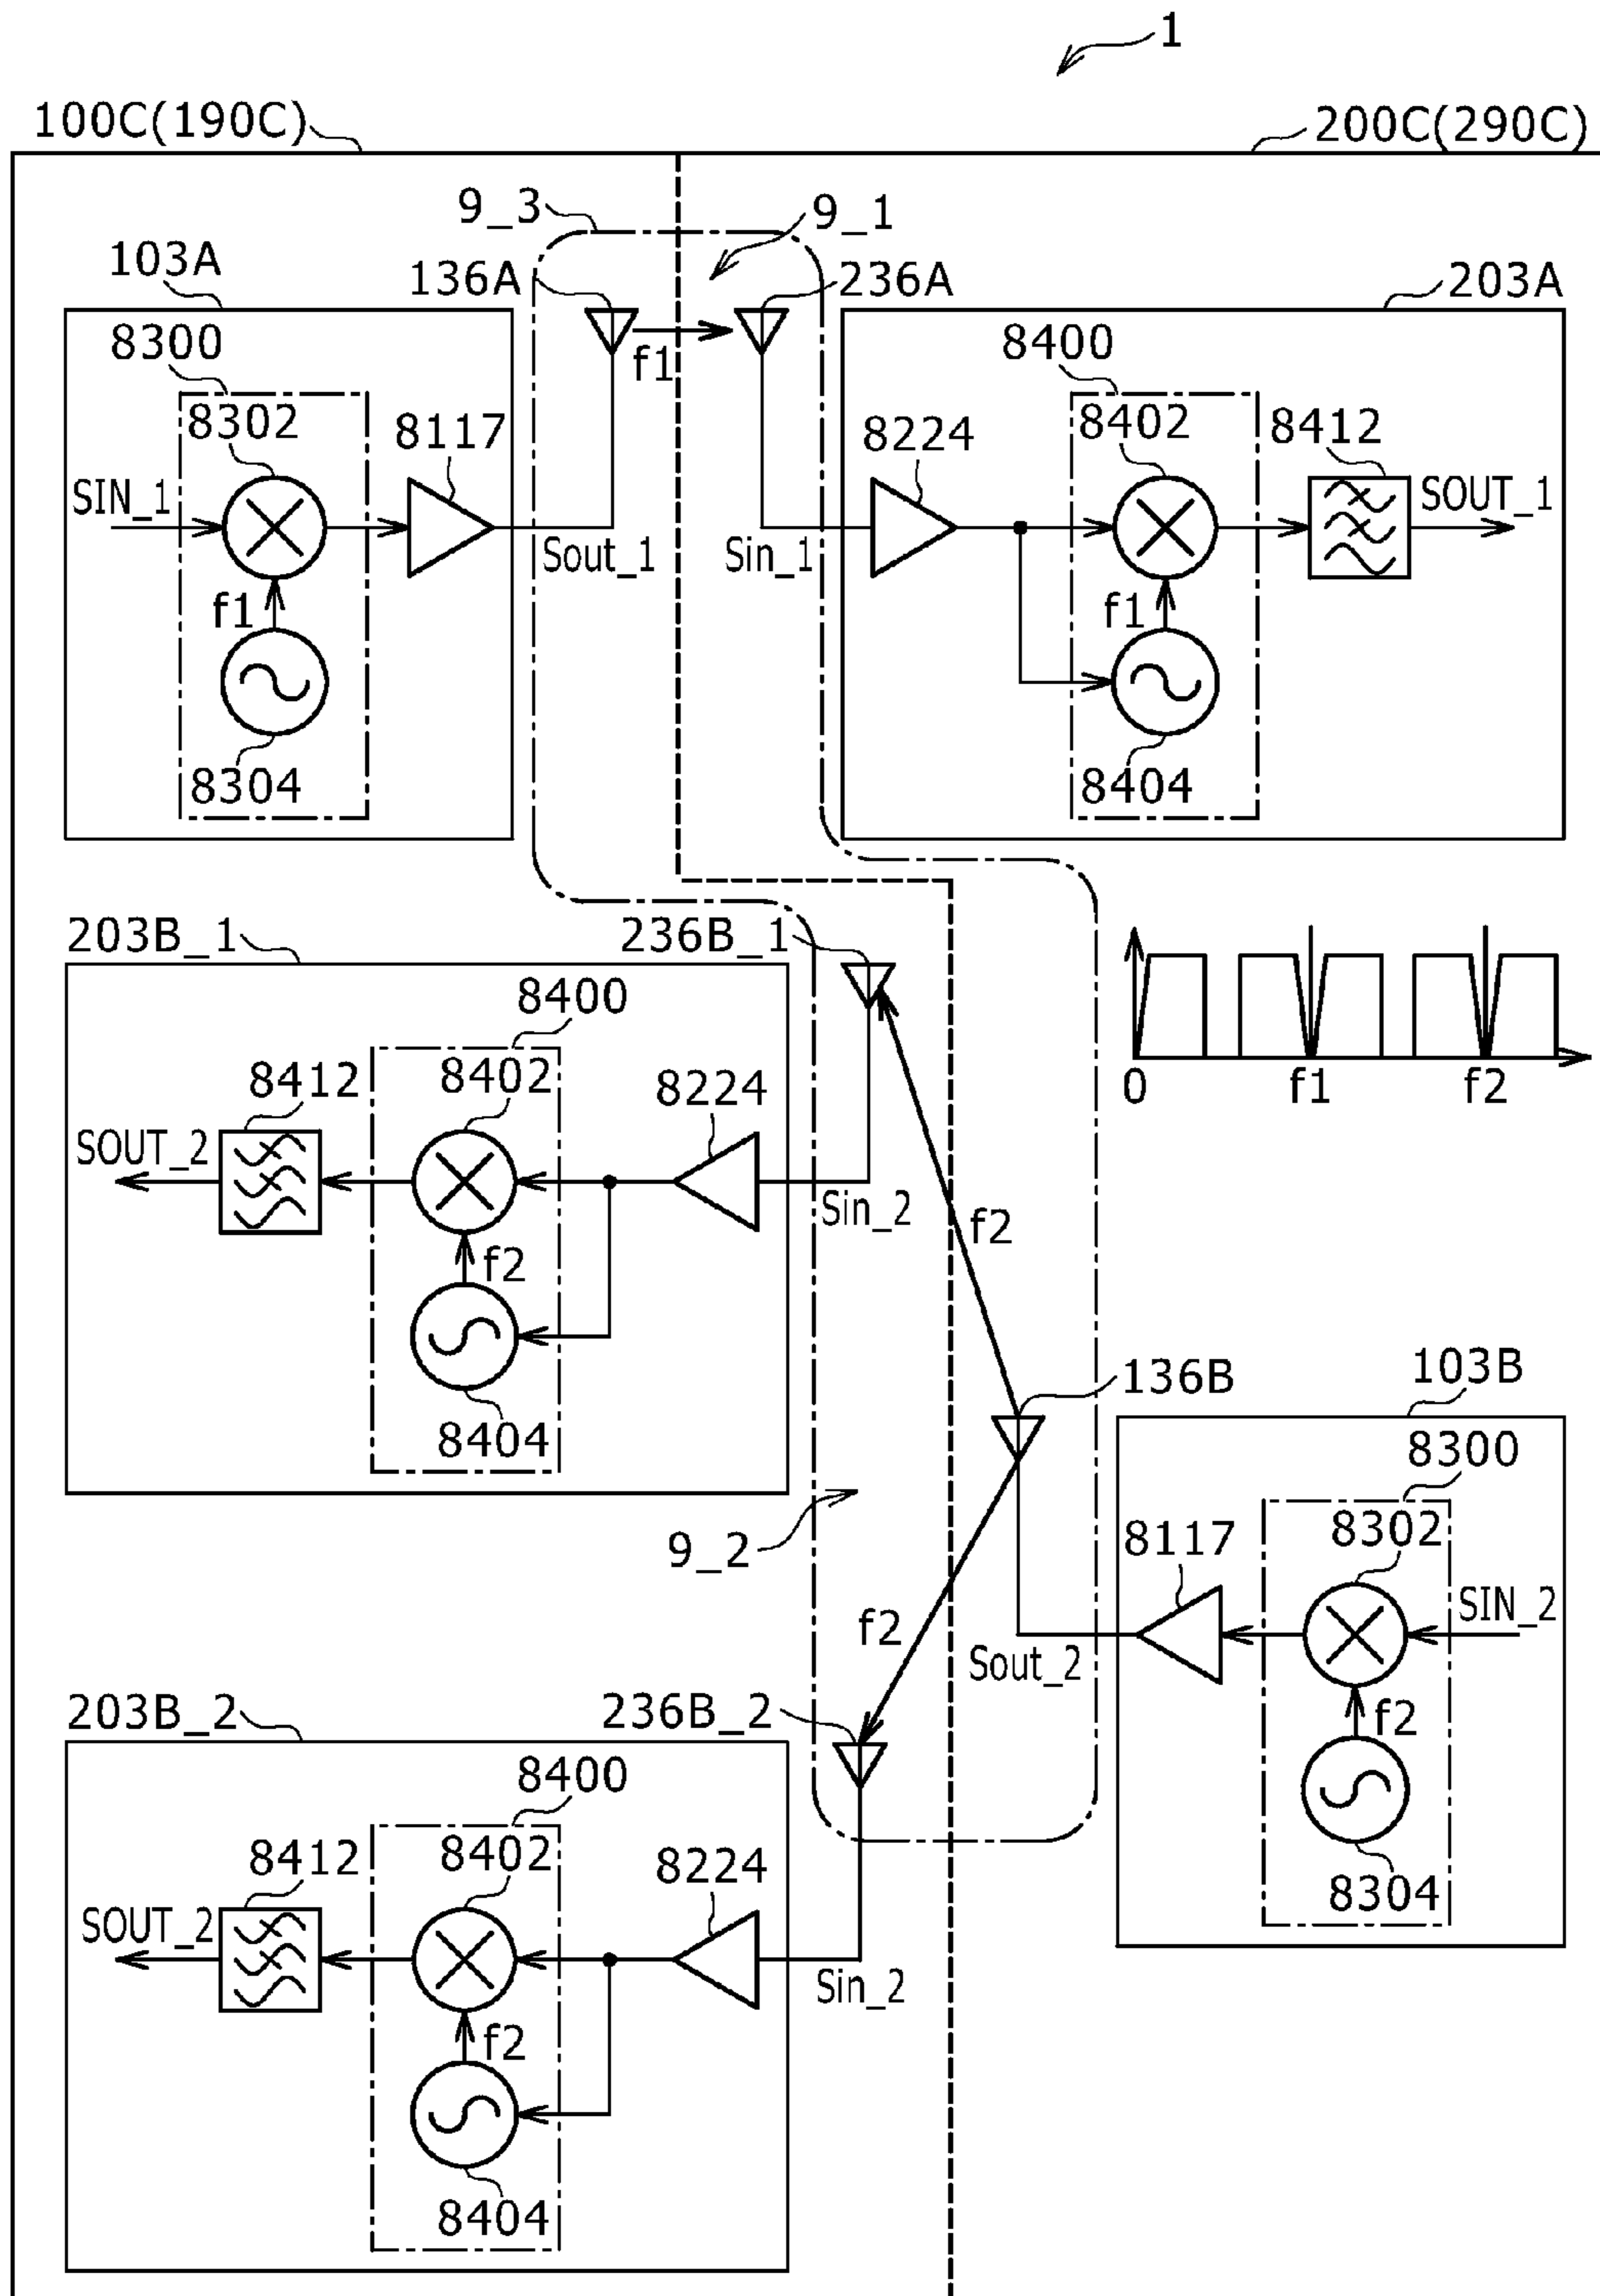 1
100C(190C)
200C(290C)
9_3
9_1
103A
136A
236A
203A
8300
f1
8400
8302
8117
8224
8402
8412
SIN_1
SOUT_1
Sout_1
Sin_1
f1
f1
8304
8404
203B_1
236B_1
8400
8412
8402
8224
0
f1
f2
SOUT_2
Sin_2
f2
f2
136B
103B
8404
8300
9_2
8117
8302
SIN_2
f2
Sout_2
203B_2
236B_2
f2
8400
8412
8402
8224
8304
SOUT_2
Sin_2
f2
8404